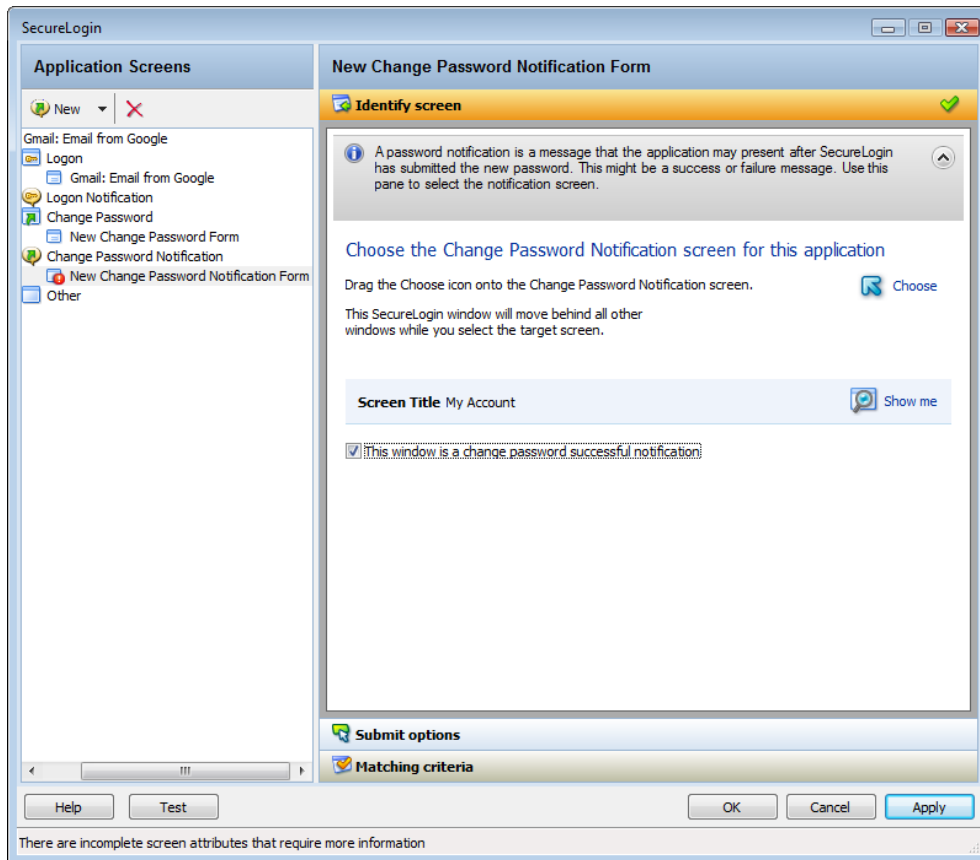 SecureLogin
Application Screens
New
Gmail: Email from Google
Logon
Gmail: Email from Google
Logon Notification
Change Password
New Change Password Form
Change Password Notification
New Change Password Notification Form
Other
New Change Password Notification Form
Identify screen
A password notification is a message that the application may present after SecureLogin
has submitted the new password. This might be a success or failure message. Use this
pane to select the notification screen.
Choose the Change Password Notification screen for this application
Drag the Choose icon onto the Change Password Notification screen.
Choose
This SecureLogin window will move behind all other
windows while you select the target screen.
Screen Title My Account
Show me
This window is a change password successful notification
Submit options
Matching criteria
Help
Test
OK
Cancel
Apply
There are incomplete screen attributes that require more information